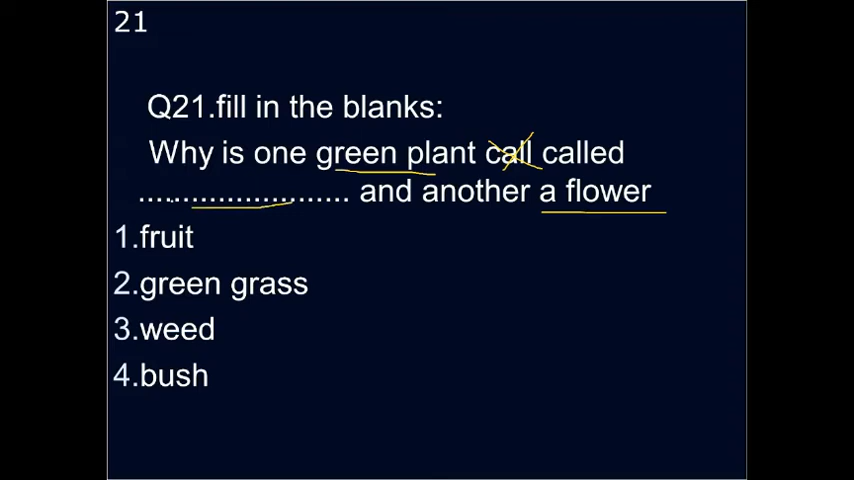 21
Q21.fill in the blanks:
Why is one green plant call called
........................ and another a flower
1.fruit
2.green grass
3.weed
4.bush